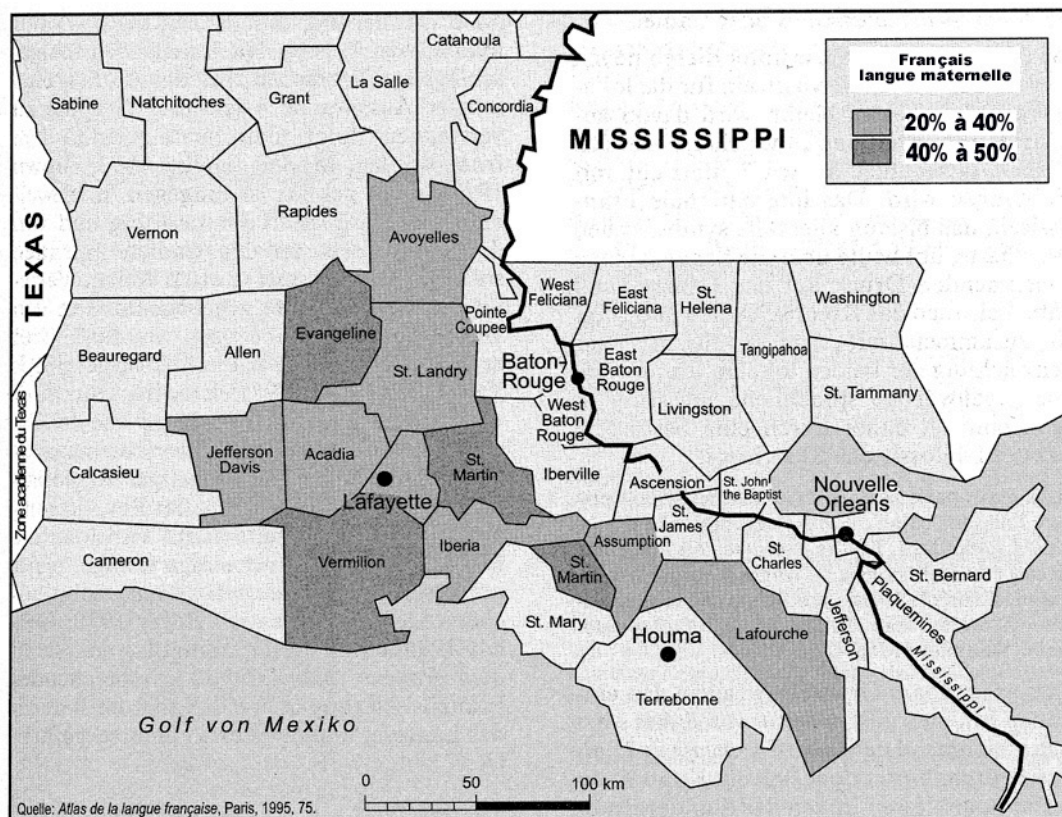 Français
langue maternelle
20% à 40%
40% à 50%
Catahoula
Sabine
Natchitoches
Grant
La Salle
Concordia
MISSISSIPPI
TEXAS
Vernon
Rapides
Avoyelles
West
Feliciana
East
Feliciana
St.
Helena
Washington
Pointe
Coupee
Beauregard
Allen
Evangeline
St. Landry
Baton-
Rouge
East
Baton
Rouge
Tangipahoa
St. Tammany
West
Baton
Rouge
Livingston
Zone acadienne du Texas
Calcasieu
Jefferson
Davis
Acadia
Lafayette
St.
Martin
Iberville
Ascension
St. John
the Baptist
Nouvelle
Orleans
St.
James
Cameron
Vermilion
Iberia
Assumption
St.
Martin
St.
Charles
St. Bernard
Plaquemines
St. Mary
Houma
Lafourche
Jefferson
Mississippi
Terrebonne
Golf von Mexiko
0 50 100 km
Quelle: Atlas de la langue française, Paris, 1995, 75.